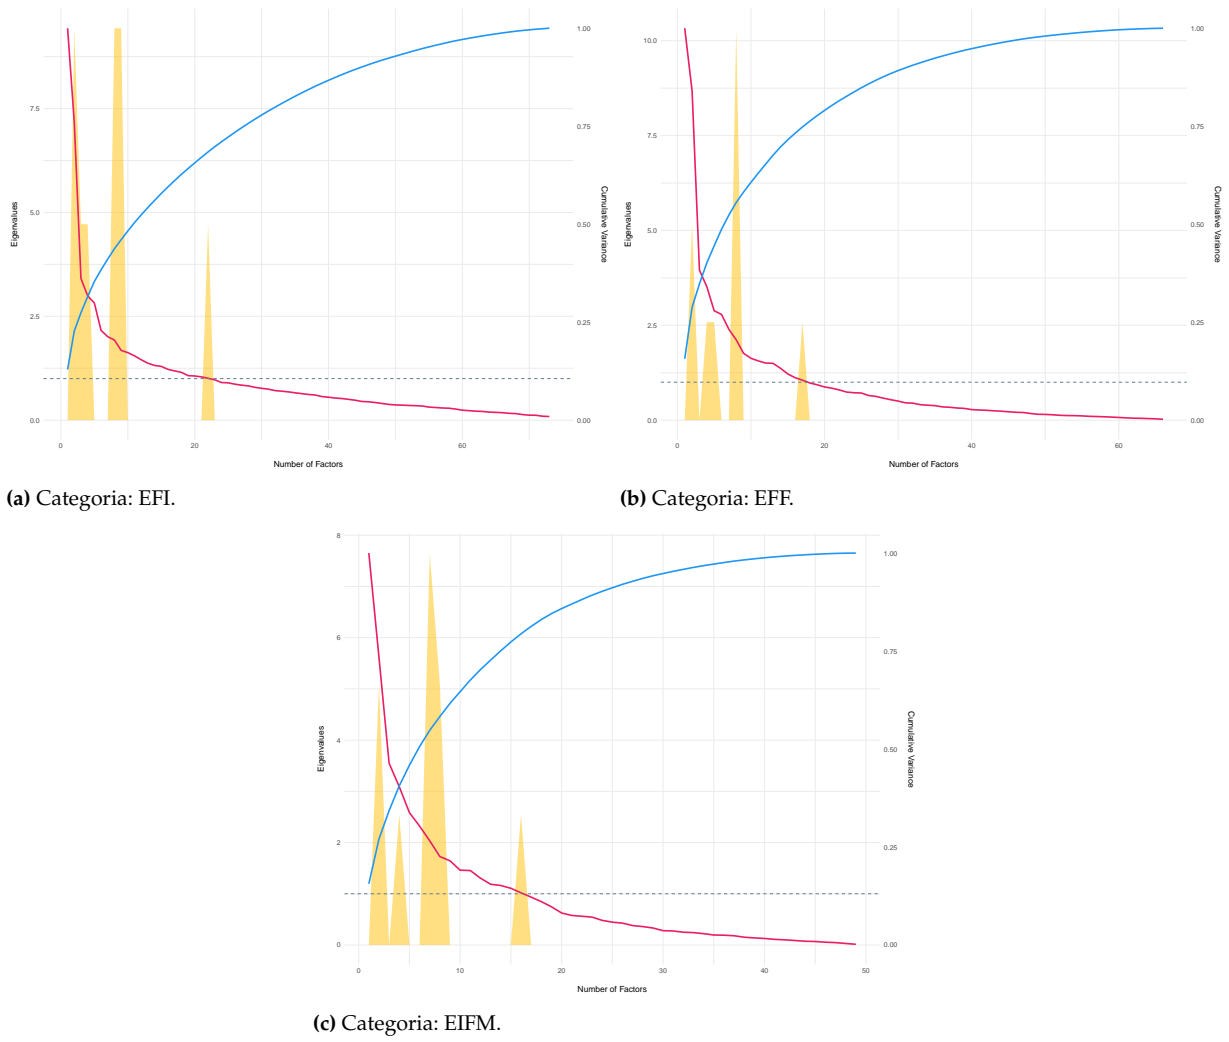 1.00
7.5
0.75
5.0
0.50
2.5
0.25
0.0
0.00
0 20 40 60
Number of Factors
Eigenvalues
Cumulative Variance
(a) Categoria: EFI.
10.0
1.00
7.5
0.75
5.0
0.50
2.5
0.25
0.0
0.00
0 20 40 60
Number of Factors
Eigenvalues
Cumulative Variance
(b) Categoria: EFF.
8
1.00
6
0.75
4
0.50
2
0.25
0
0.00
0 10 20 30 40 50
Number of Factors
Eigenvalues
Cumulative Variance
(c) Categoria: EIFM.